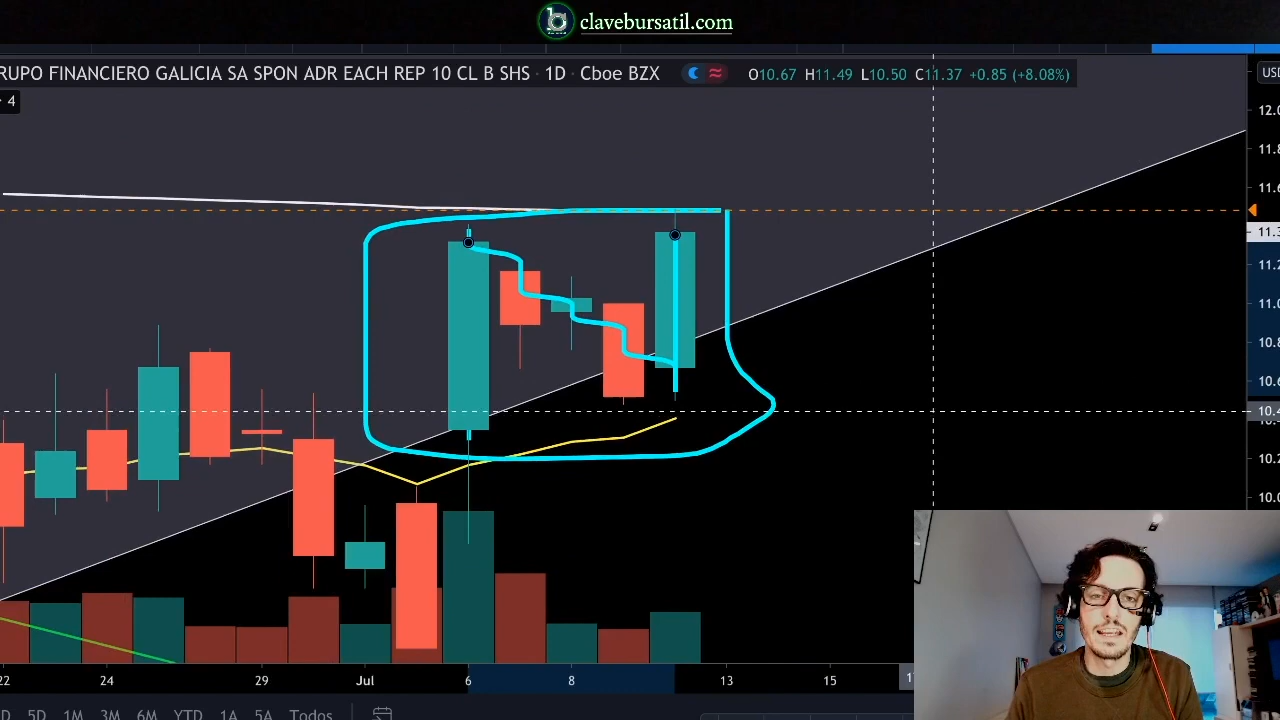 clavebursatil.com
RUPO FINANCIERO GALICIA SA SPON ADR EACH REP 10 CL B SHS · 1D · Cboe BZX O10.67 H11.49 L10.50 C11.37 +0.85 (+8.08%)
USD
4
12.0
11.8
11.6
11.3
11.2
11.0
10.8
10.6
10.4
10.2
10.0
22 24 29 Jul 6 8 13 15
5D 1M 3M 6M YTD 1A 5A Todos